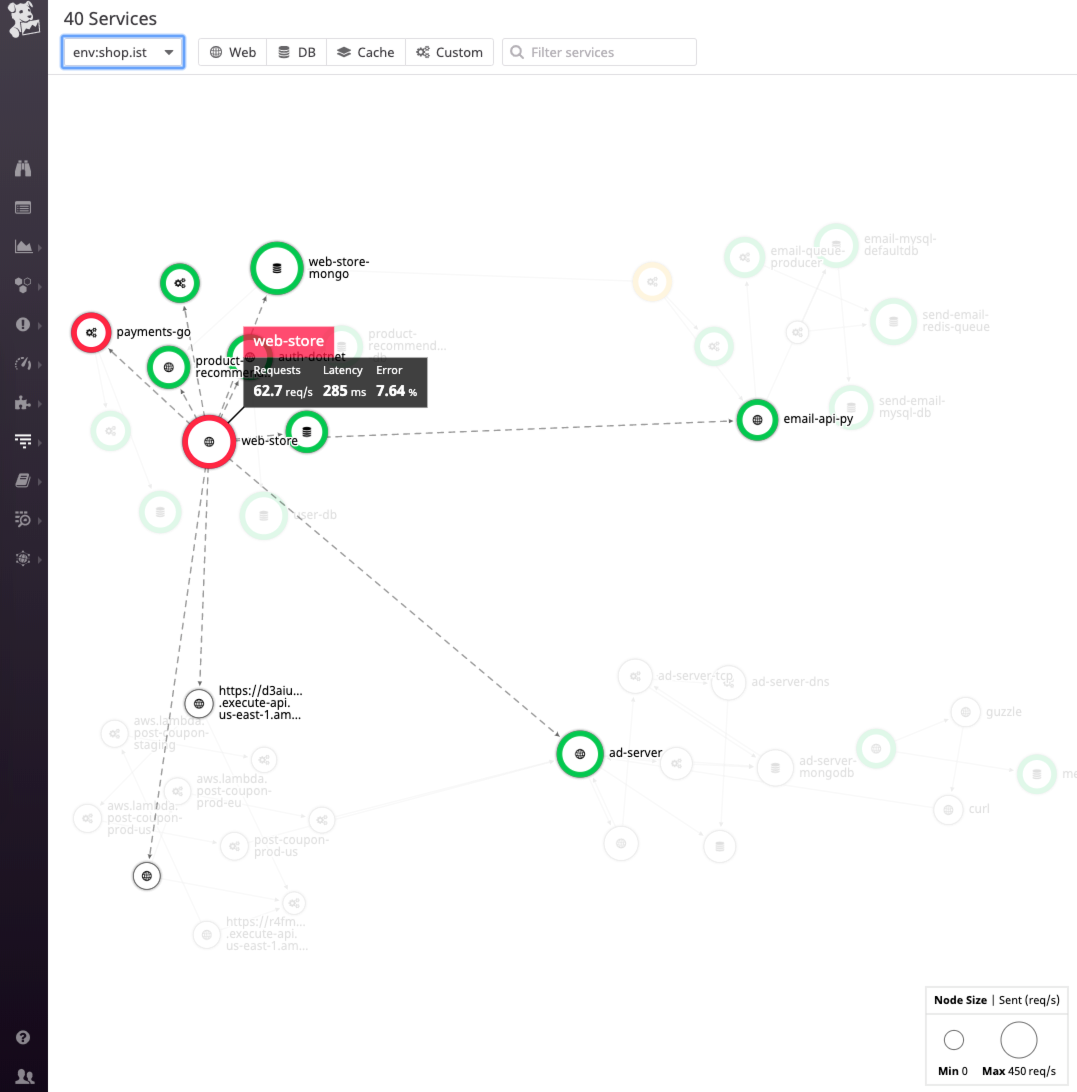 40 Services
env:shop.ist
Web
DB
Cache
Custom
Filter services
web-store-
mongo
email-queue-
producer
email-mysql-
defaultdb
send-email-
redis-queue
payments-go
product-
recommend...
web-store
auth-dotnet
product-
recommend...
db
Requests Latency Error
62.7 req/s 285 ms 7.64 %
send-email-
mysql-db
email-api-py
web-store
user-db
https://d3aiu...
.execute-api.
us-east-1.am...
ad-server-tcp
ad-server-dns
guzzle
aws.lambda.
post-coupon-
staging
ad-server
ad-server-
mongodb
me
aws.lambda.
post-coupon-
prod-eu
aws.lambda.
post-coupon-
prod-us
curl
post-coupon-
prod-us
https://r4fm...
.execute-api.
us-east-1.am...
Node Size | Sent (req/s)
Min 0 Max 450 req/s